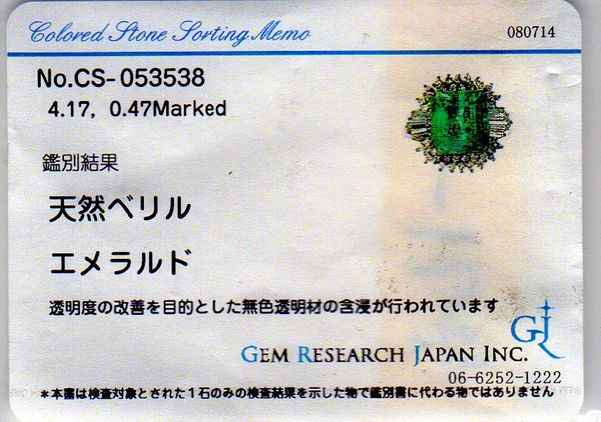 Colored Stone Sorting Memo
080714
No.CS-053538
4.17, 0.47Marked
鑑別結果
天然ベリル
エメラルド
透明度の改善を目的とした無色透明材の含浸が行われています
GJR
GEM RESEARCH JAPAN INC.
06-6252-1222
*本書は検査対象とされた1石のみの検査結果を示した物で鑑別書に代わる物ではありません